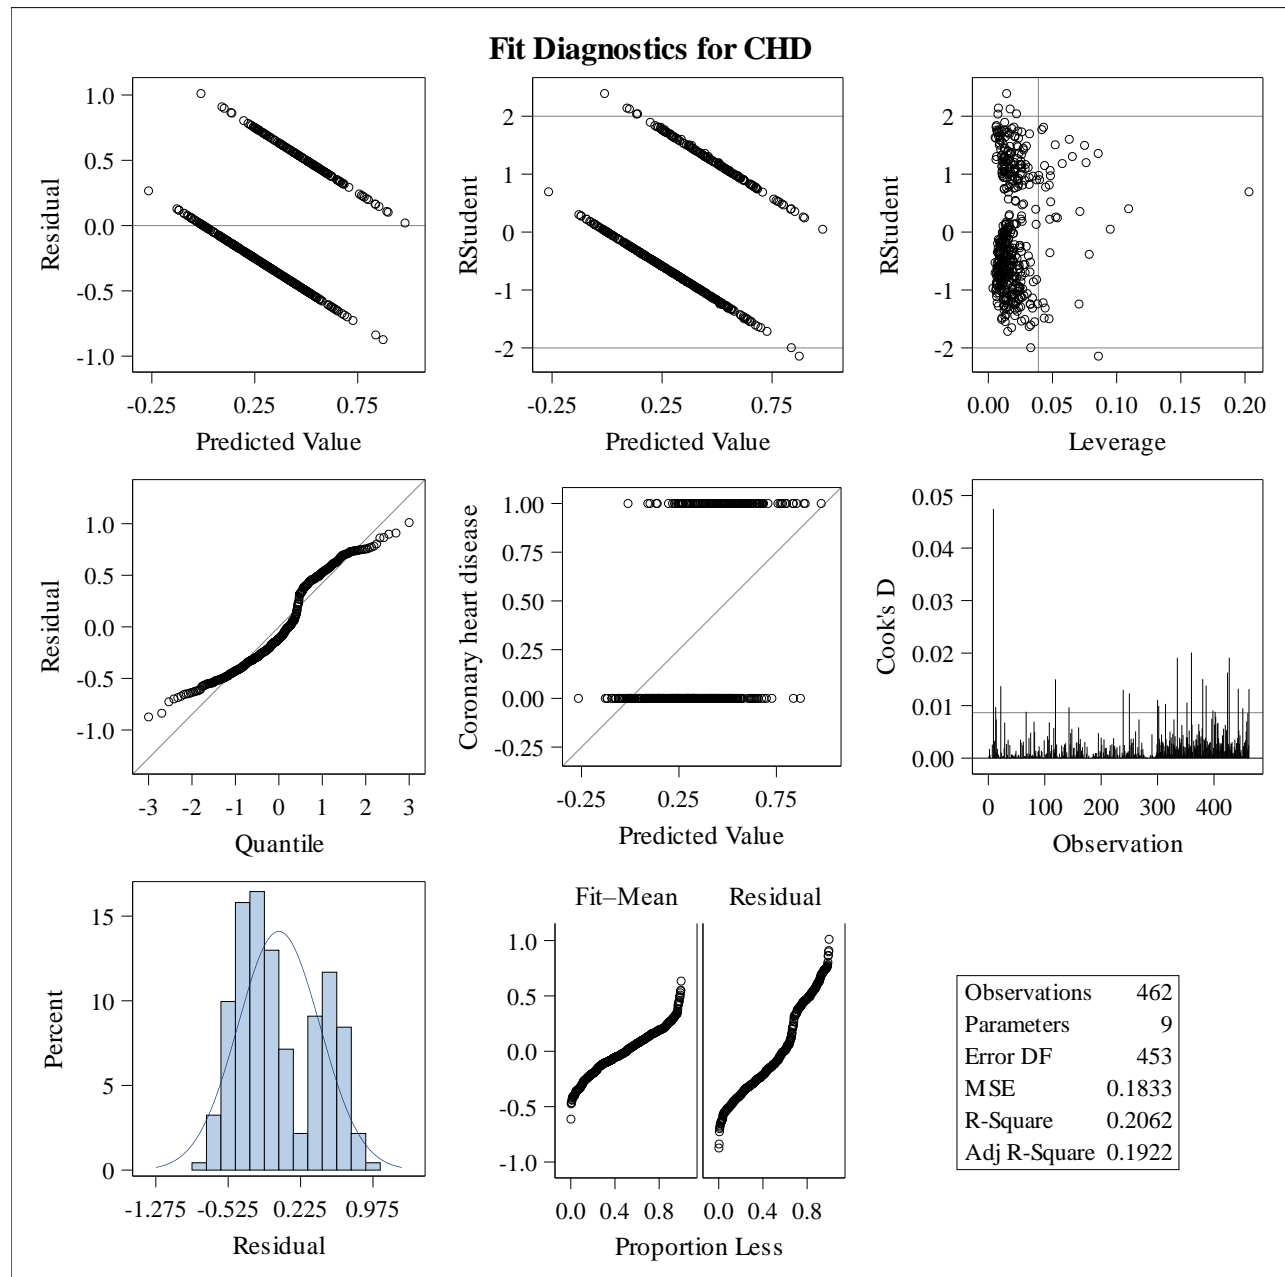 Fit Diagnostics for CHD
1.0
0.5
0.0
-0.5
-1.0
Residual
-0.25 0.25 0.75
Predicted Value
2
1
0
-1
-2
RStudent
-0.25 0.25 0.75
Predicted Value
2
1
0
-1
-2
RStudent
0.00 0.05 0.10 0.15 0.20
Leverage
1.0
0.5
0.0
-0.5
-1.0
Residual
-3 -2 -1 0 1 2 3
Quantile
1.00
0.75
0.50
0.25
0.00
-0.25
Coronary heart disease
-0.25 0.25 0.75
Predicted Value
0.05
0.04
0.03
0.02
0.01
0.00
Cook's D
0 100 200 300 400
Observation
15
10
5
0
Percent
-1.275 -0.525 0.225 0.975
Residual
Fit–Mean Residual
1.0
0.5
0.0
-0.5
-1.0
0.0 0.4 0.8 0.0 0.4 0.8
Proportion Less
Observations 462
Parameters 9
Error DF 453
MSE 0.1833
R-Square 0.2062
Adj R-Square 0.1922